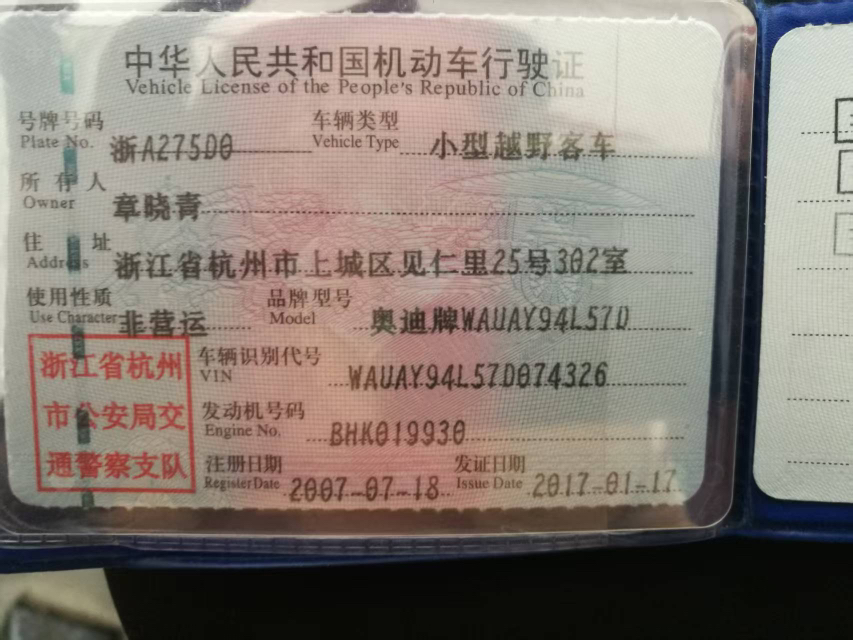 中华人民共和国机动车行驶证
Vehicle License of the People's Republic of China
号牌号码 Plate No. 浙A275D0 车辆类型 Vehicle Type 小型越野客车
所有人 Owner 章晓青
住址 Address 浙江省杭州市上城区见仁里25号302室
使用性质 Use Character 非营运 品牌型号 Model 奥迪牌WAUAY94L57D
浙江省杭州
市公安局交
通警察支队
车辆识别代号 VIN WAUAY94L57D074326
发动机号码 Engine No. BHK019930
注册日期 Register Date 2007-07-18 发证日期 Issue Date 2017-01-17